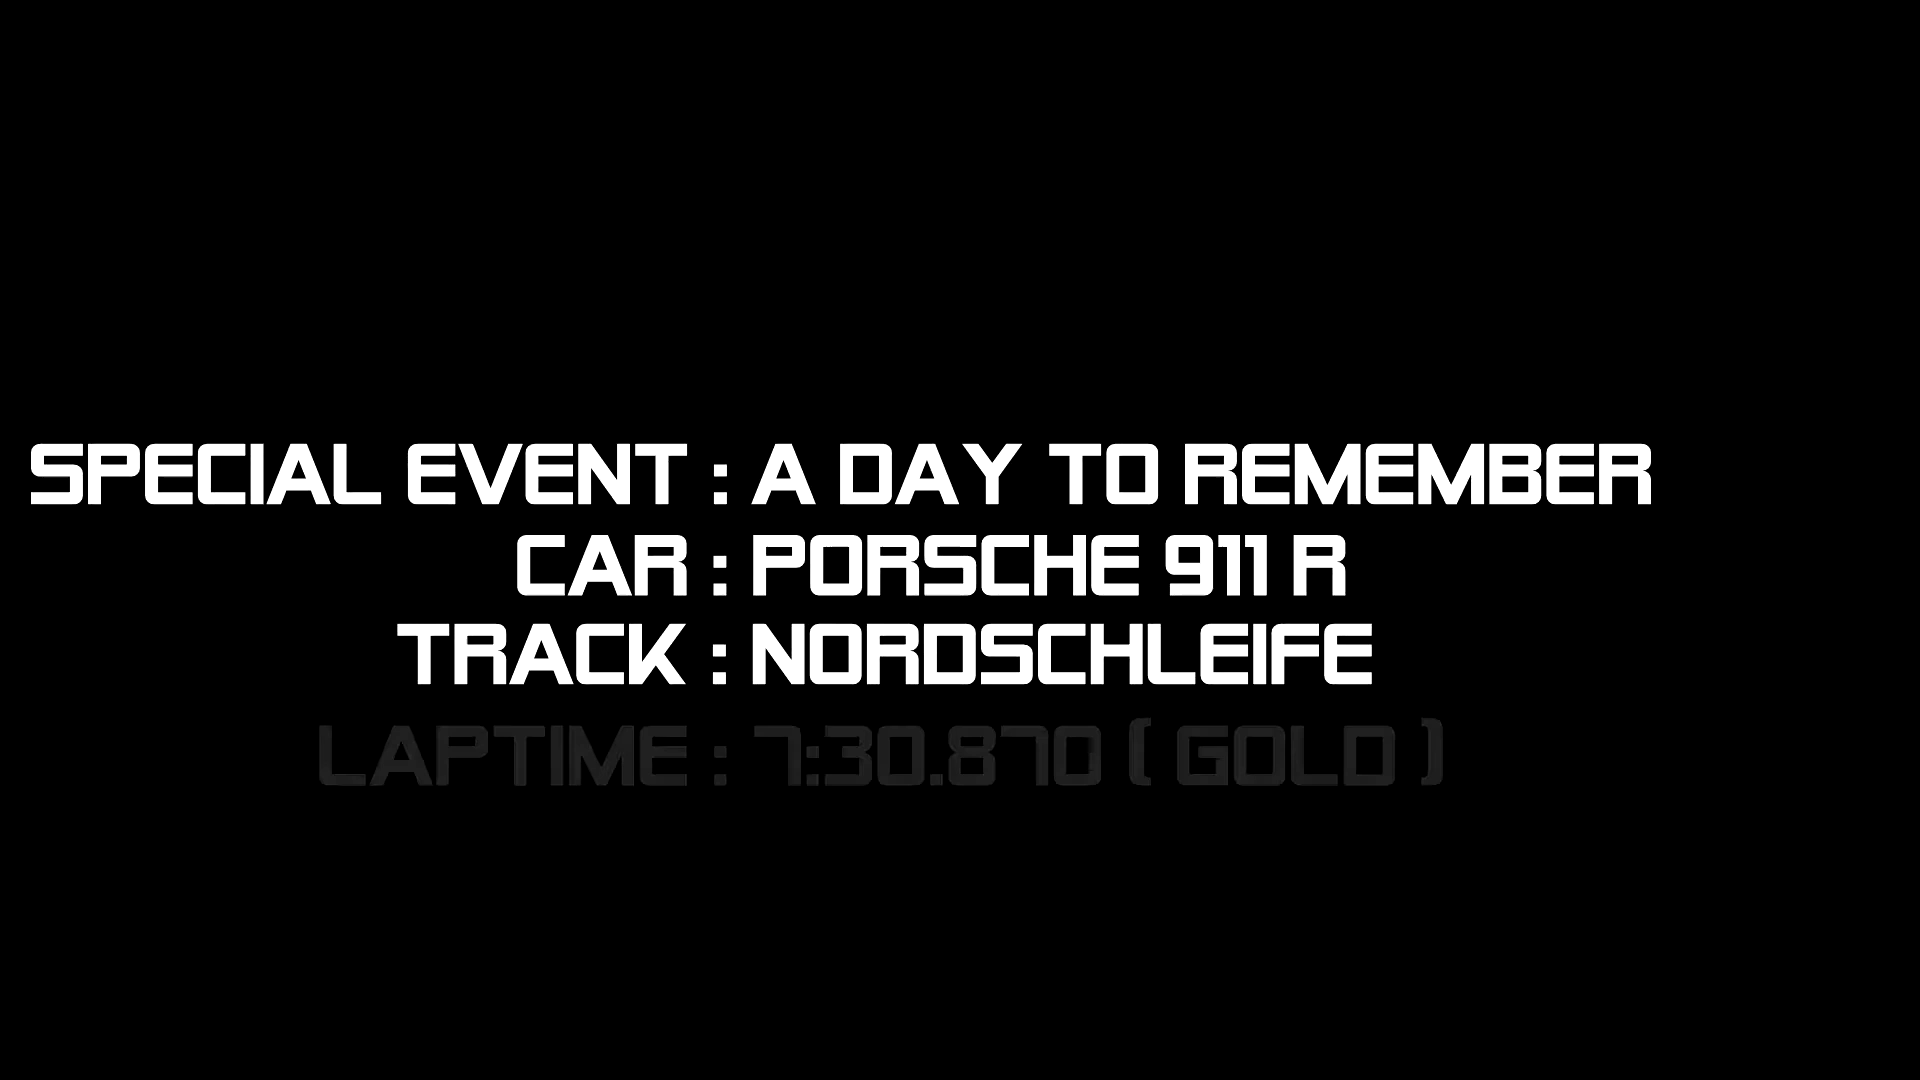 SPECIAL EVENT : A DAY TO REMEMBER
CAR : PORSCHE 911 R
TRACK : NORDSCHLEIFE
LAPTIME : 7:30.870 ( GOLD )